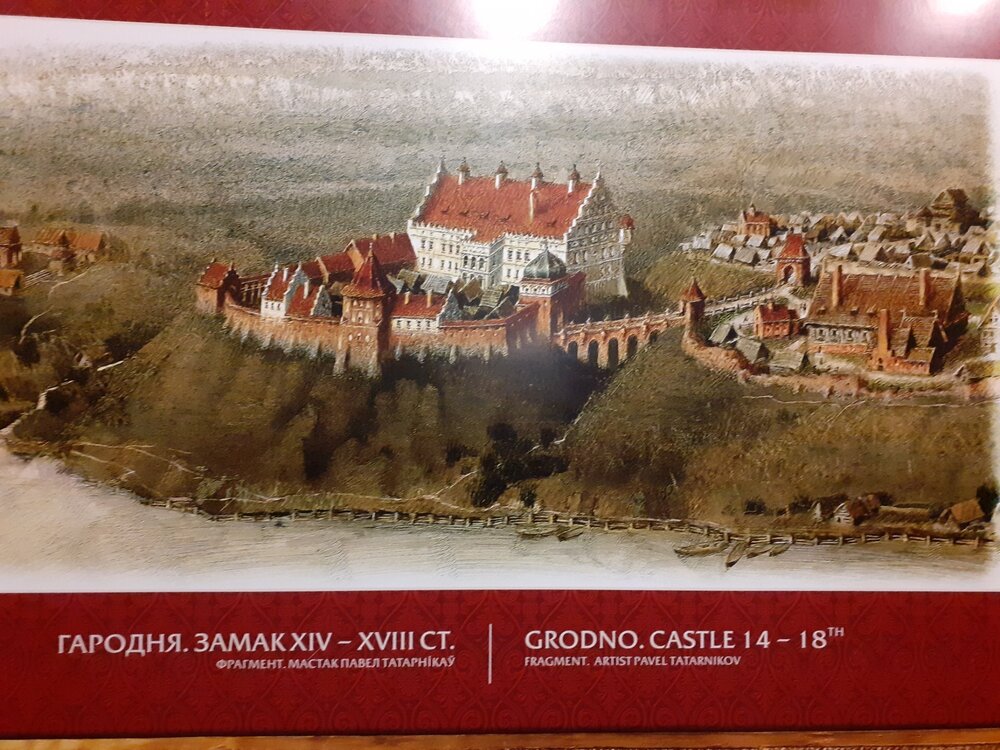 ГАРОДНЯ. ЗАМАК XIV – XVIII СТ.
ФРАГМЕНТ. МАСТАК ПАВЕЛ ТАТАРНІКАЎ
GRODNO. CASTLE 14 – 18TH
FRAGMENT. ARTIST PAVEL TATARNIKOV